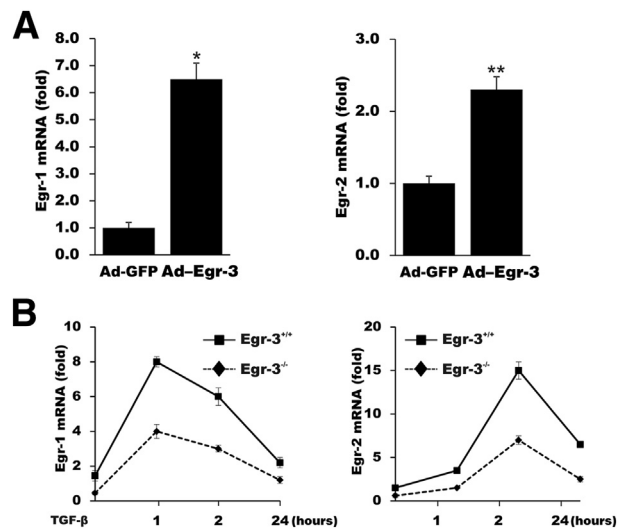 A
Egr-1 mRNA (fold)
8.0
7.0
6.0
5.0
4.0
3.0
2.0
1.0
0.0
*
Ad-GFP Ad–Egr-3
Egr-2 mRNA (fold)
3.0
2.0
1.0
0.0
**
Ad-GFP Ad–Egr-3
B
Egr-1 mRNA (fold)
10
8
6
4
2
0
Egr-3+/+
Egr-3-/-
TGF-β 1 2 24 (hours)
Egr-2 mRNA (fold)
20
15
10
5
0
Egr-3+/+
Egr-3-/-
1 2 24 (hours)